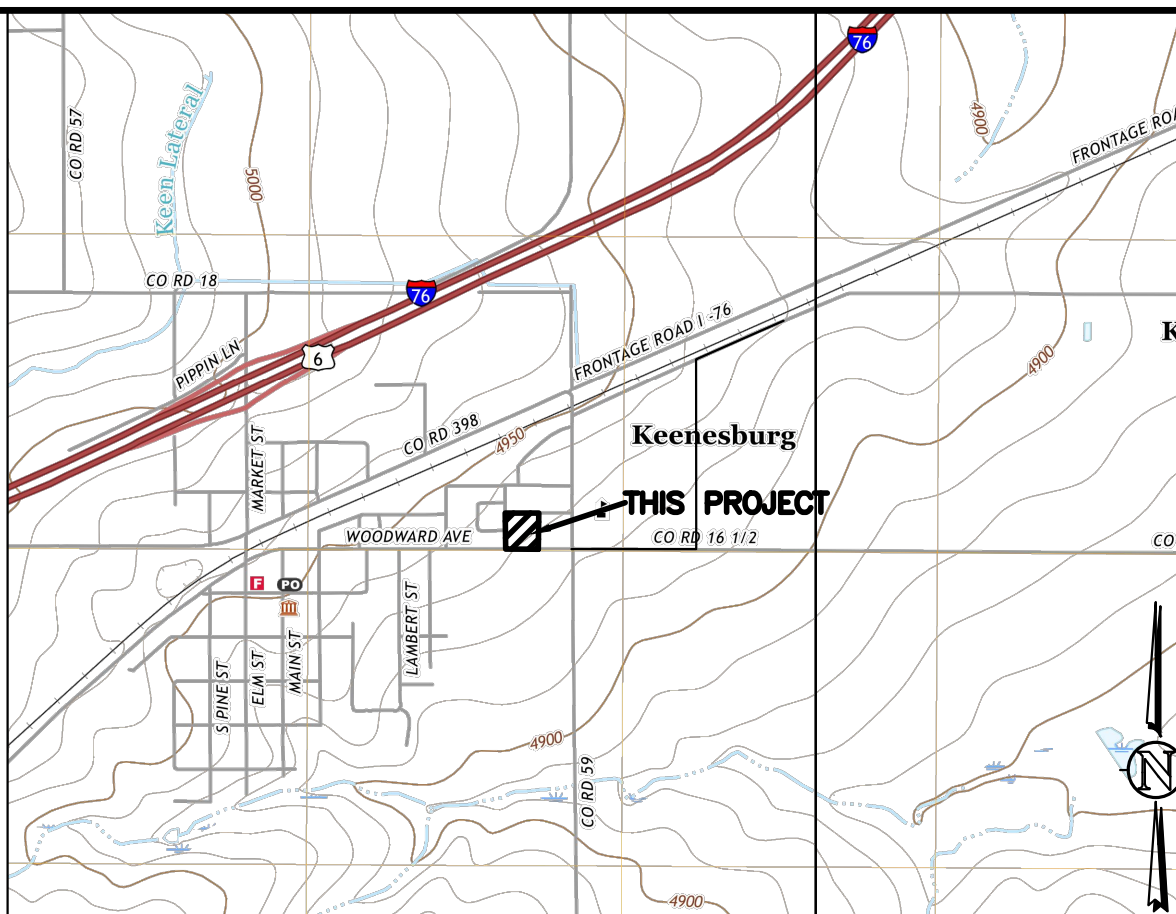 76
CO RD 57
Keen Lateral
4900
FRONTAGE ROA
5000
CO RD 18
76
PIPPIN LN
6
FRONTAGE ROAD I -76
K
4900
MARKET ST
CO RD 398
4950
Keenesburg
THIS PROJECT
WOODWARD AVE
CO RD 16 1/2
CO
F
PO
LAMBERT ST
MAIN ST
ELM ST
S PINE ST
4900
CO RD 59
N
4900